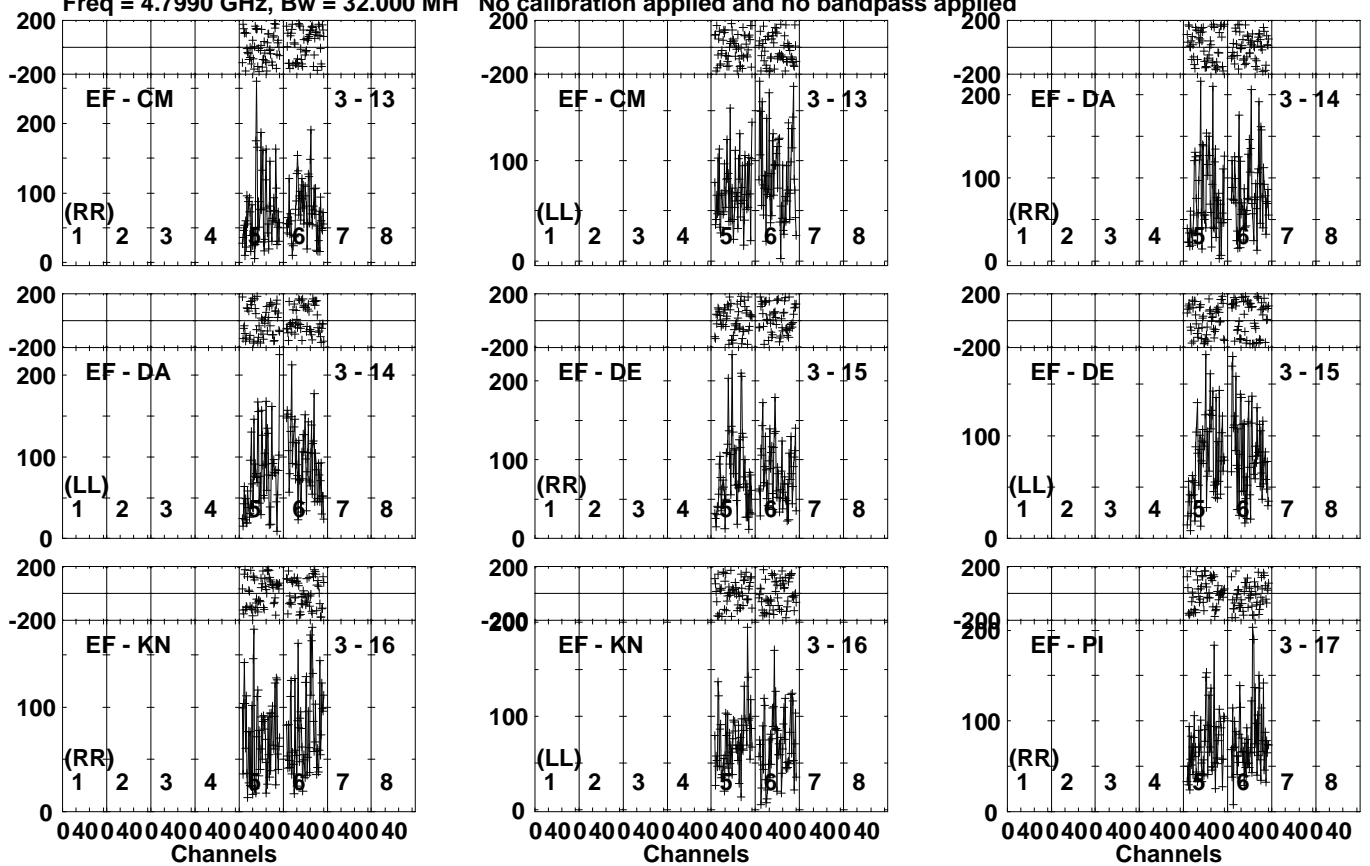 Freq = 4.7990 GHz, Bw = 32.000 MH No calibration applied and no bandpass applied
200 200 200
-200 -200 -200
EF - CM 3 - 13 EF - CM 3 - 13 EF - DA 3 - 14
200 200
100 100 100
(RR) (LL) (RR)
1 2 3 4 5 6 7 8 1 2 3 4 5 6 7 8 1 2 3 4 5 6 7 8
0 0 0
200 200 200
-200 -200 -200
EF - DA 3 - 14 EF - DE 3 - 15 EF - DE 3 - 15
200 200
100 100 100
(LL) (RR) (LL)
1 2 3 4 5 6 7 8 1 2 3 4 5 6 7 8 1 2 3 4 5 6 7 8
0 0 0
200 200 200
-200 -200 -200
200 200
EF - KN 3 - 16 EF - KN 3 - 16 EF - PI 3 - 17
100 100 100
(RR) (LL) (RR)
1 2 3 4 5 6 7 8 1 2 3 4 5 6 7 8 1 2 3 4 5 6 7 8
0 0 0
0 40 0 40 0 40 0 40 0 40 0 40 0 40 0 40 0 40 0 40 0 40 0 40 0 40 0 40 0 40 0 40 0 40 0 40 0 40 0 40 0 40 0 40 0 40 0 40
Channels Channels Channels